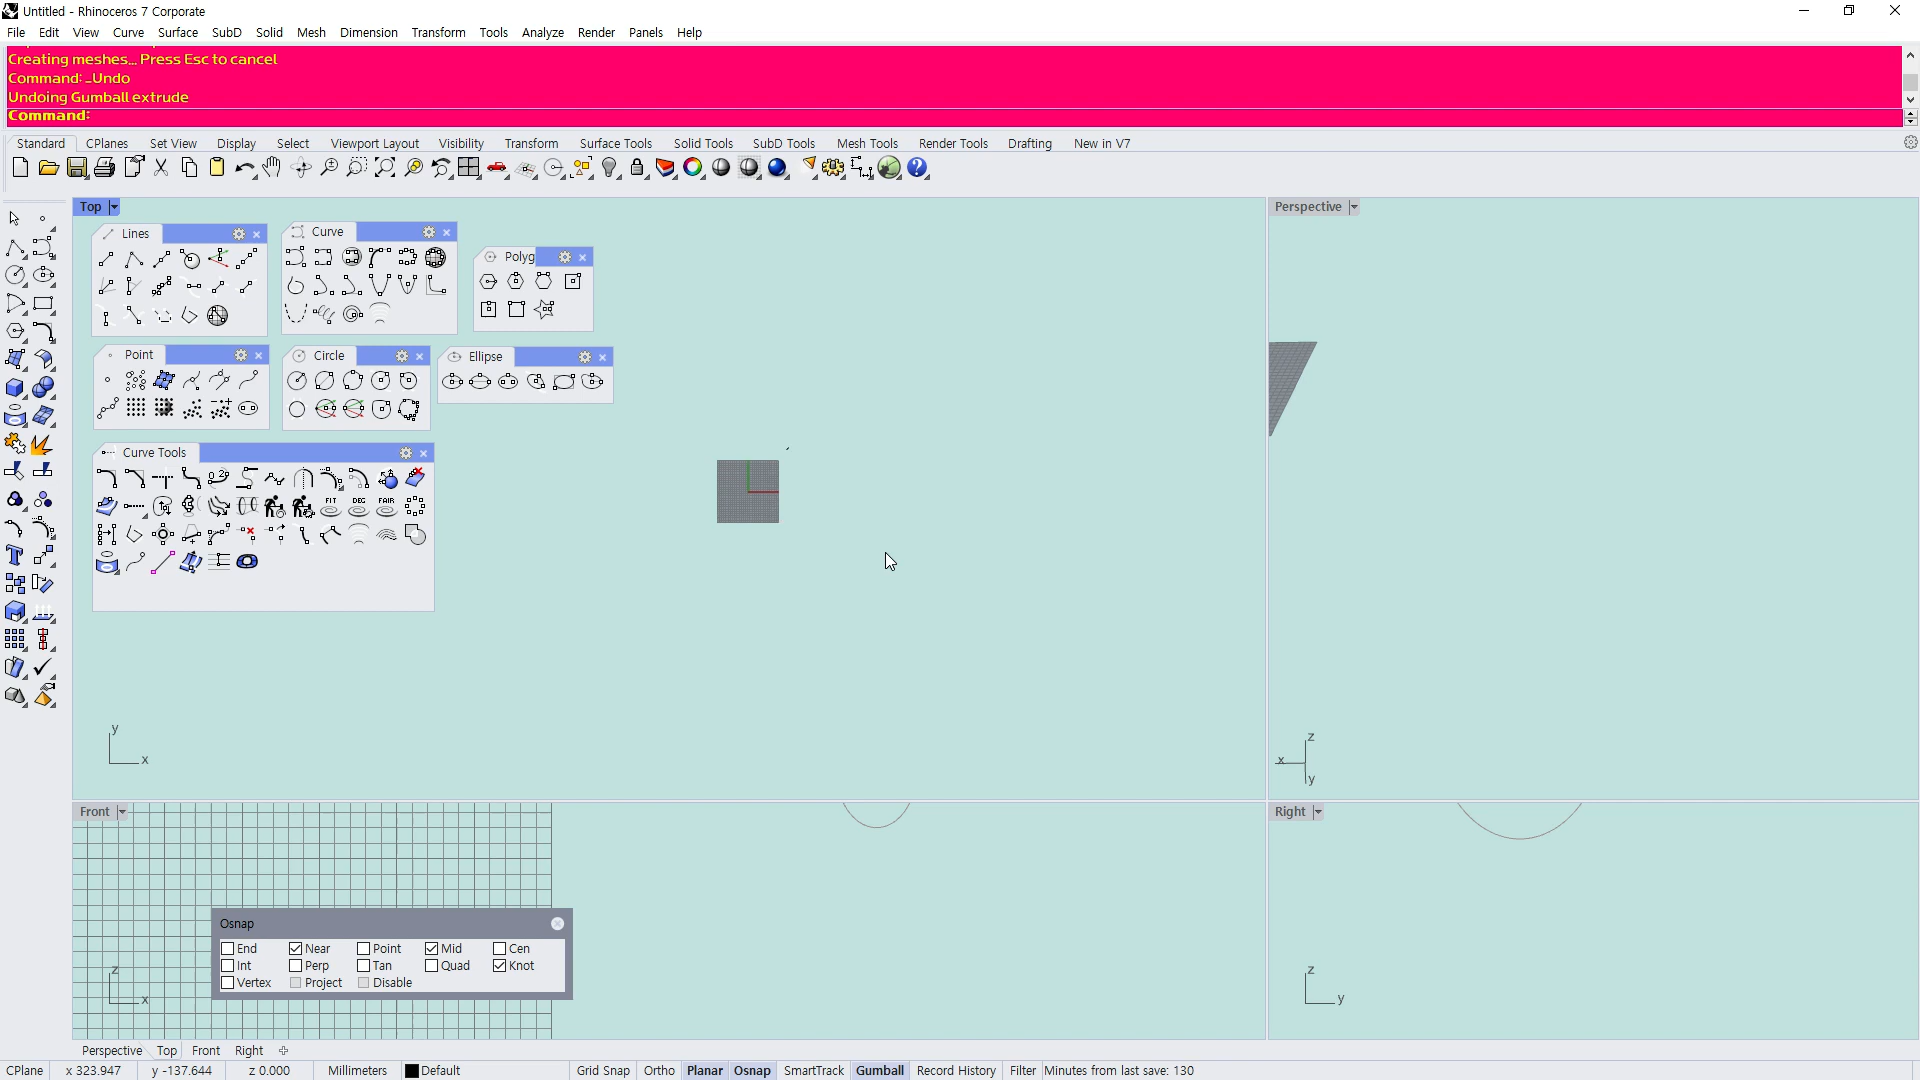 Untitled - Rhinoceros 7 Corporate
File Edit View Curve Surface SubD Solid Mesh Dimension Transform Tools Analyze Render Panels Help
Creating meshes... Press Esc to cancel
Command: _Undo
Undoing Gumball extrude
Command:
Standard CPlanes Set View Display Select Viewport Layout Visibility Transform Surface Tools Solid Tools SubD Tools Mesh Tools Render Tools Drafting New in V7
Top
Perspective
Lines
Curve
Polyg
Point
Circle
Ellipse
Curve Tools
FIT DEG FAIR
y
x
z
x
y
Front
Right
Osnap
End Near Point Mid Cen
Int Perp Tan Quad Knot
Vertex Project Disable
z
x
z
y
Perspective Top Front Right
CPlane x 323.947 y -137.644 z 0.000 Millimeters Default Grid Snap Ortho Planar Osnap SmartTrack Gumball Record History Filter Minutes from last save: 130